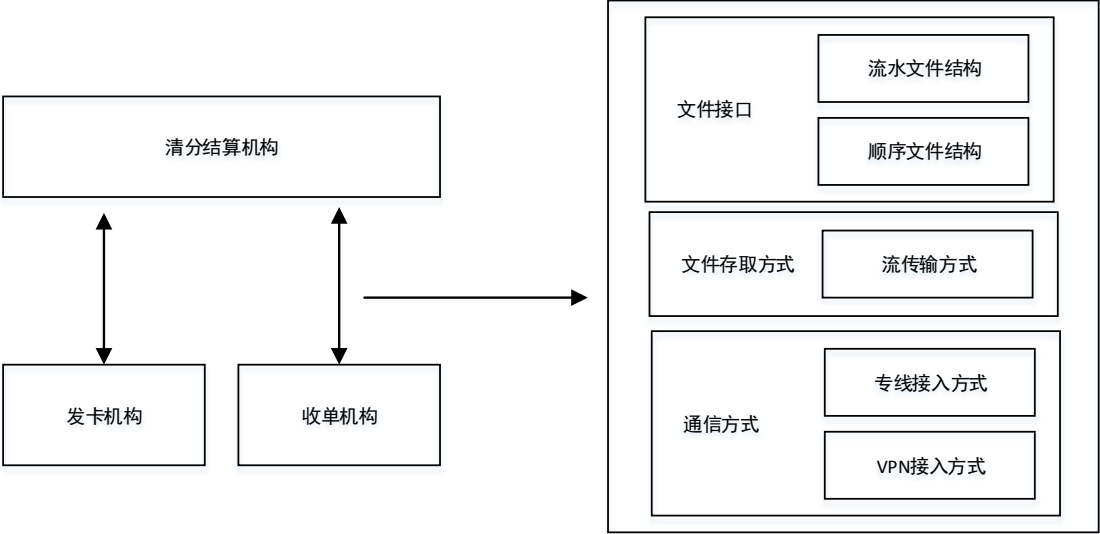 清分结算机构
发卡机构
收单机构
文件接口
流水文件结构
顺序文件结构
文件存取方式
流传输方式
通信方式
专线接入方式
VPN接入方式